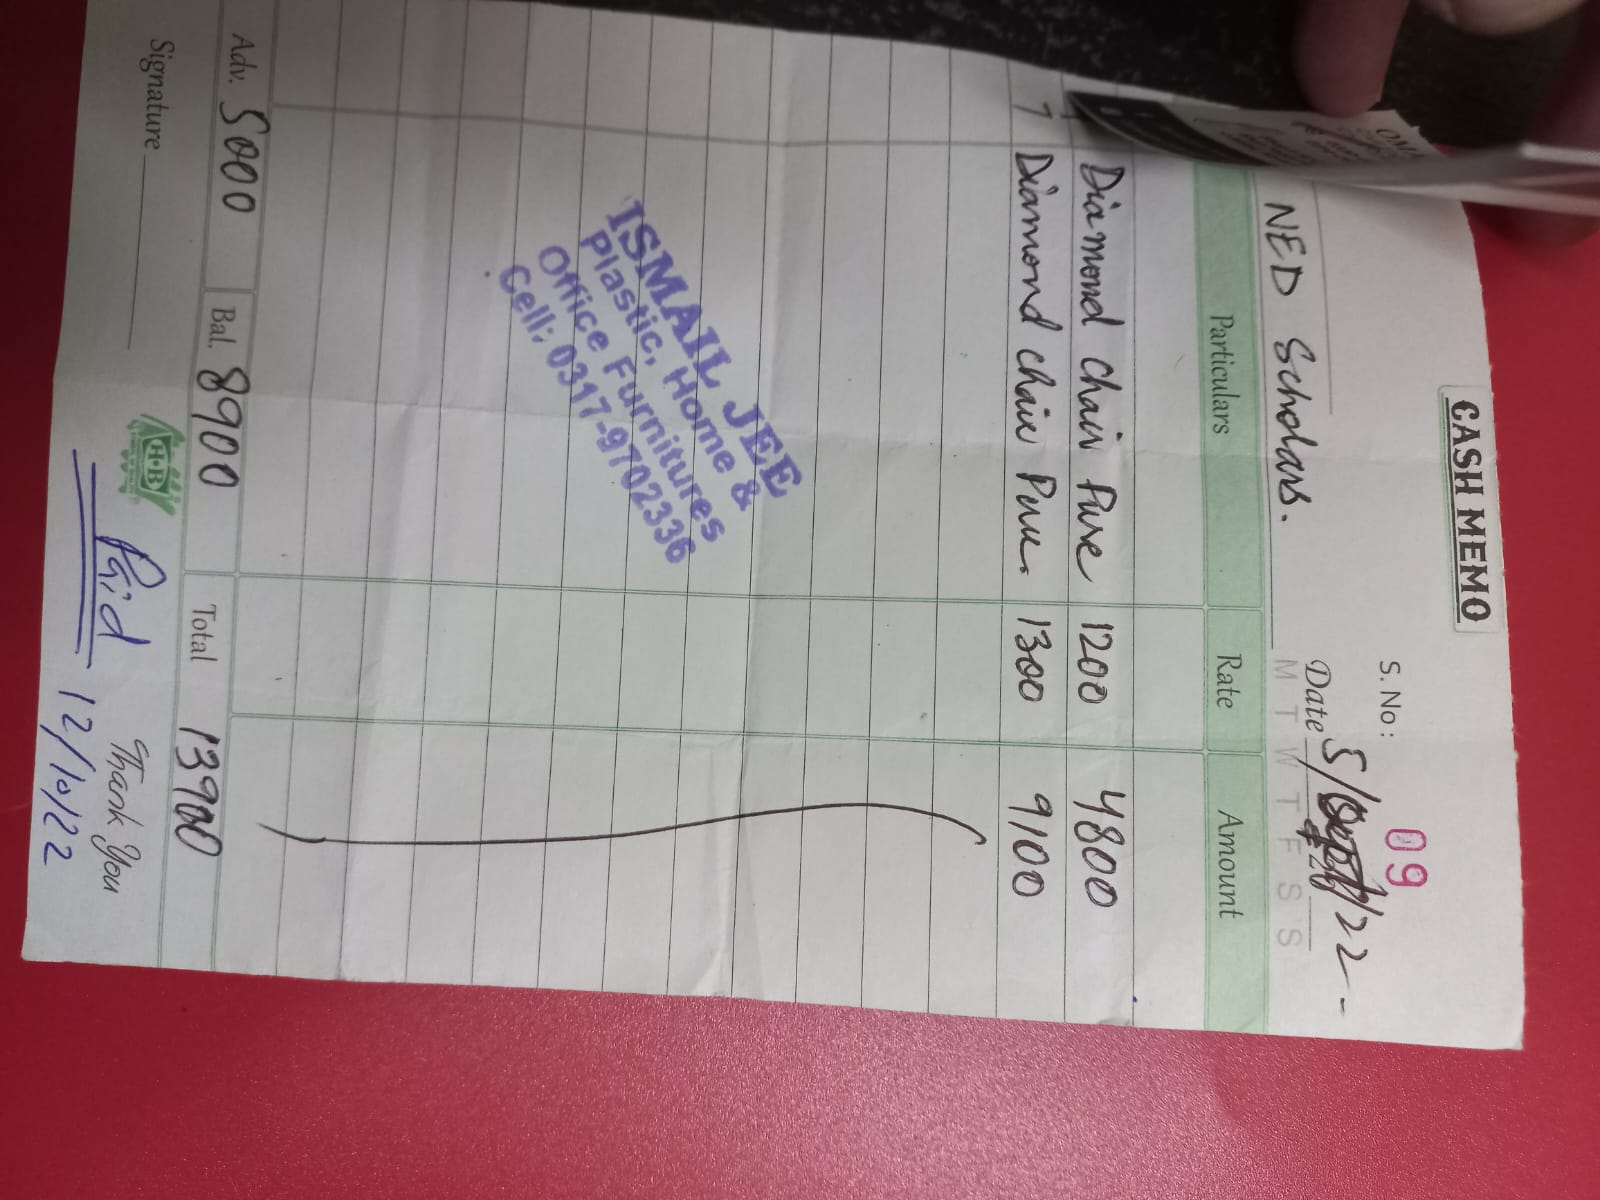 CASH MEMO
S. No: 09
Date 5/ /22
M T W T F S S
NED Scholars.
Particulars Rate Amount
Diamond Chair Pure 1200 4800
7 Diamond chair Pure. 1300 9100
ISMAIL JEE
Plastic, Home &
Office Furnitures
Cell: 0317-9702336
Adv. 5000 Bal. 8900 Total 13900
Signature
H·B
Thank You
Paid 12/10/22